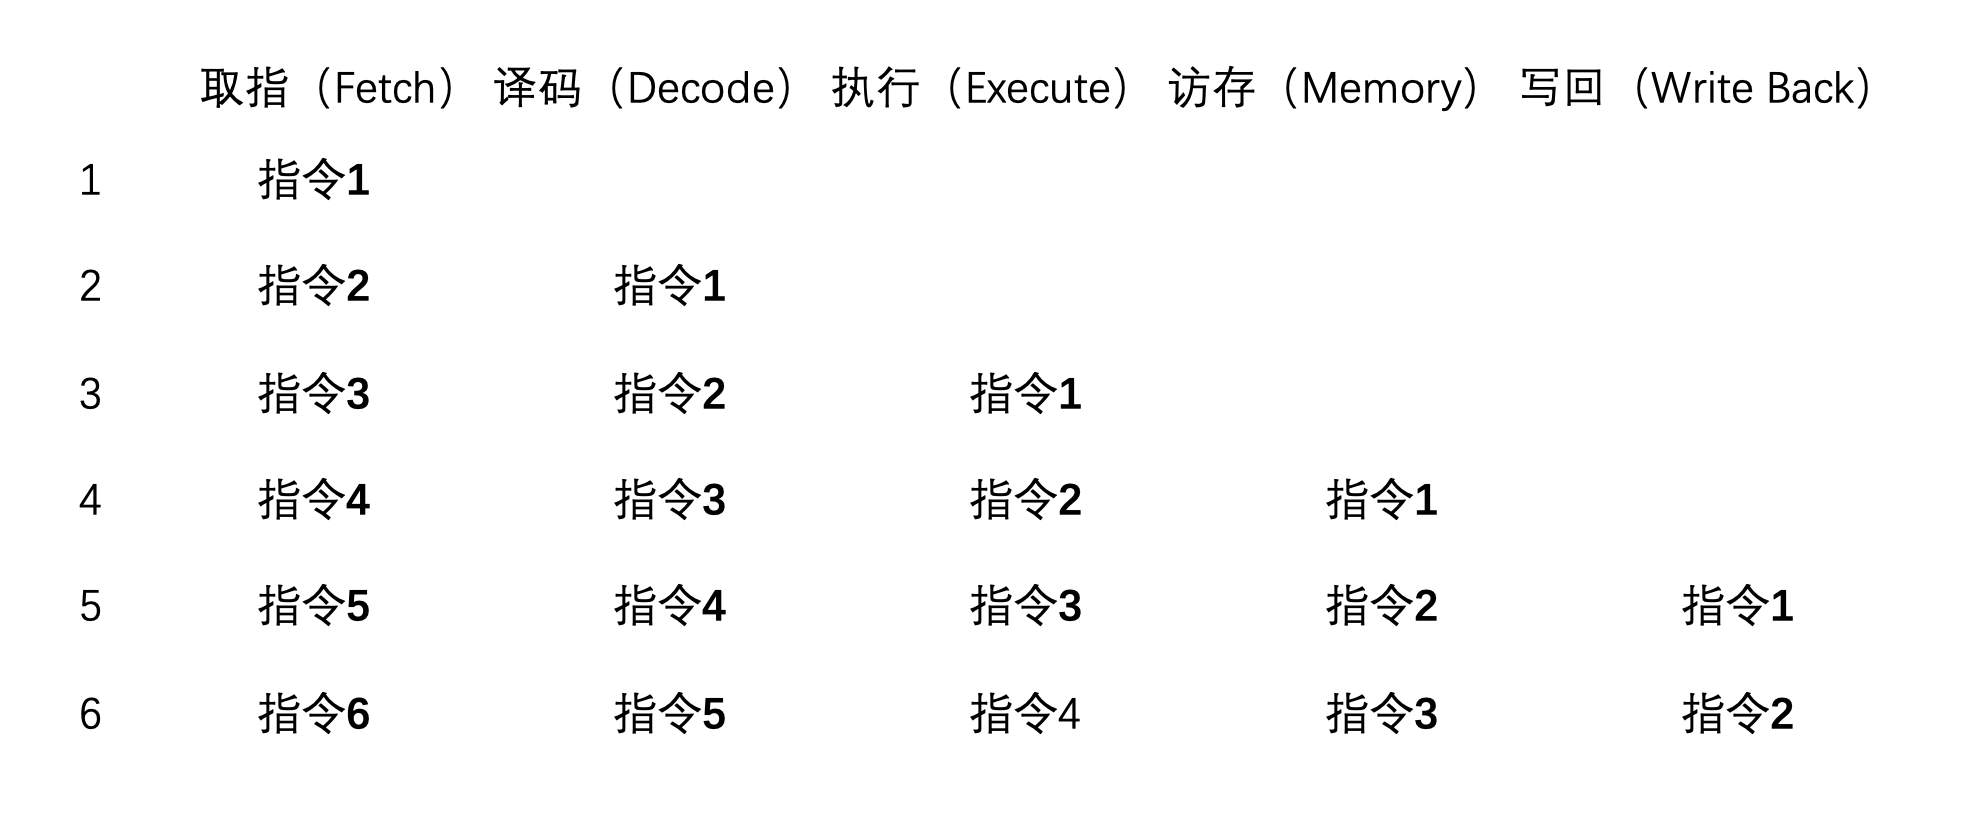 取指（Fetch） 译码（Decode） 执行（Execute） 访存（Memory） 写回（Write Back）
1 指令1
2 指令2 指令1
3 指令3 指令2 指令1
4 指令4 指令3 指令2 指令1
5 指令5 指令4 指令3 指令2 指令1
6 指令6 指令5 指令4 指令3 指令2